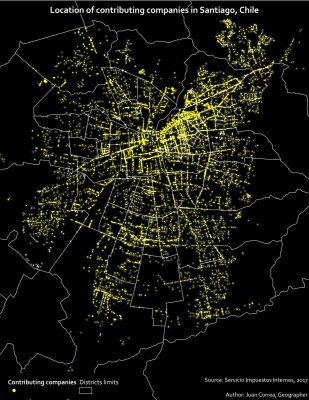 Location of contributing companies in Santiago, Chile
Source: Servicio Impuestos Internos, 2017
Contributing companies Districts limits
Author: Juan Correa, Geographer